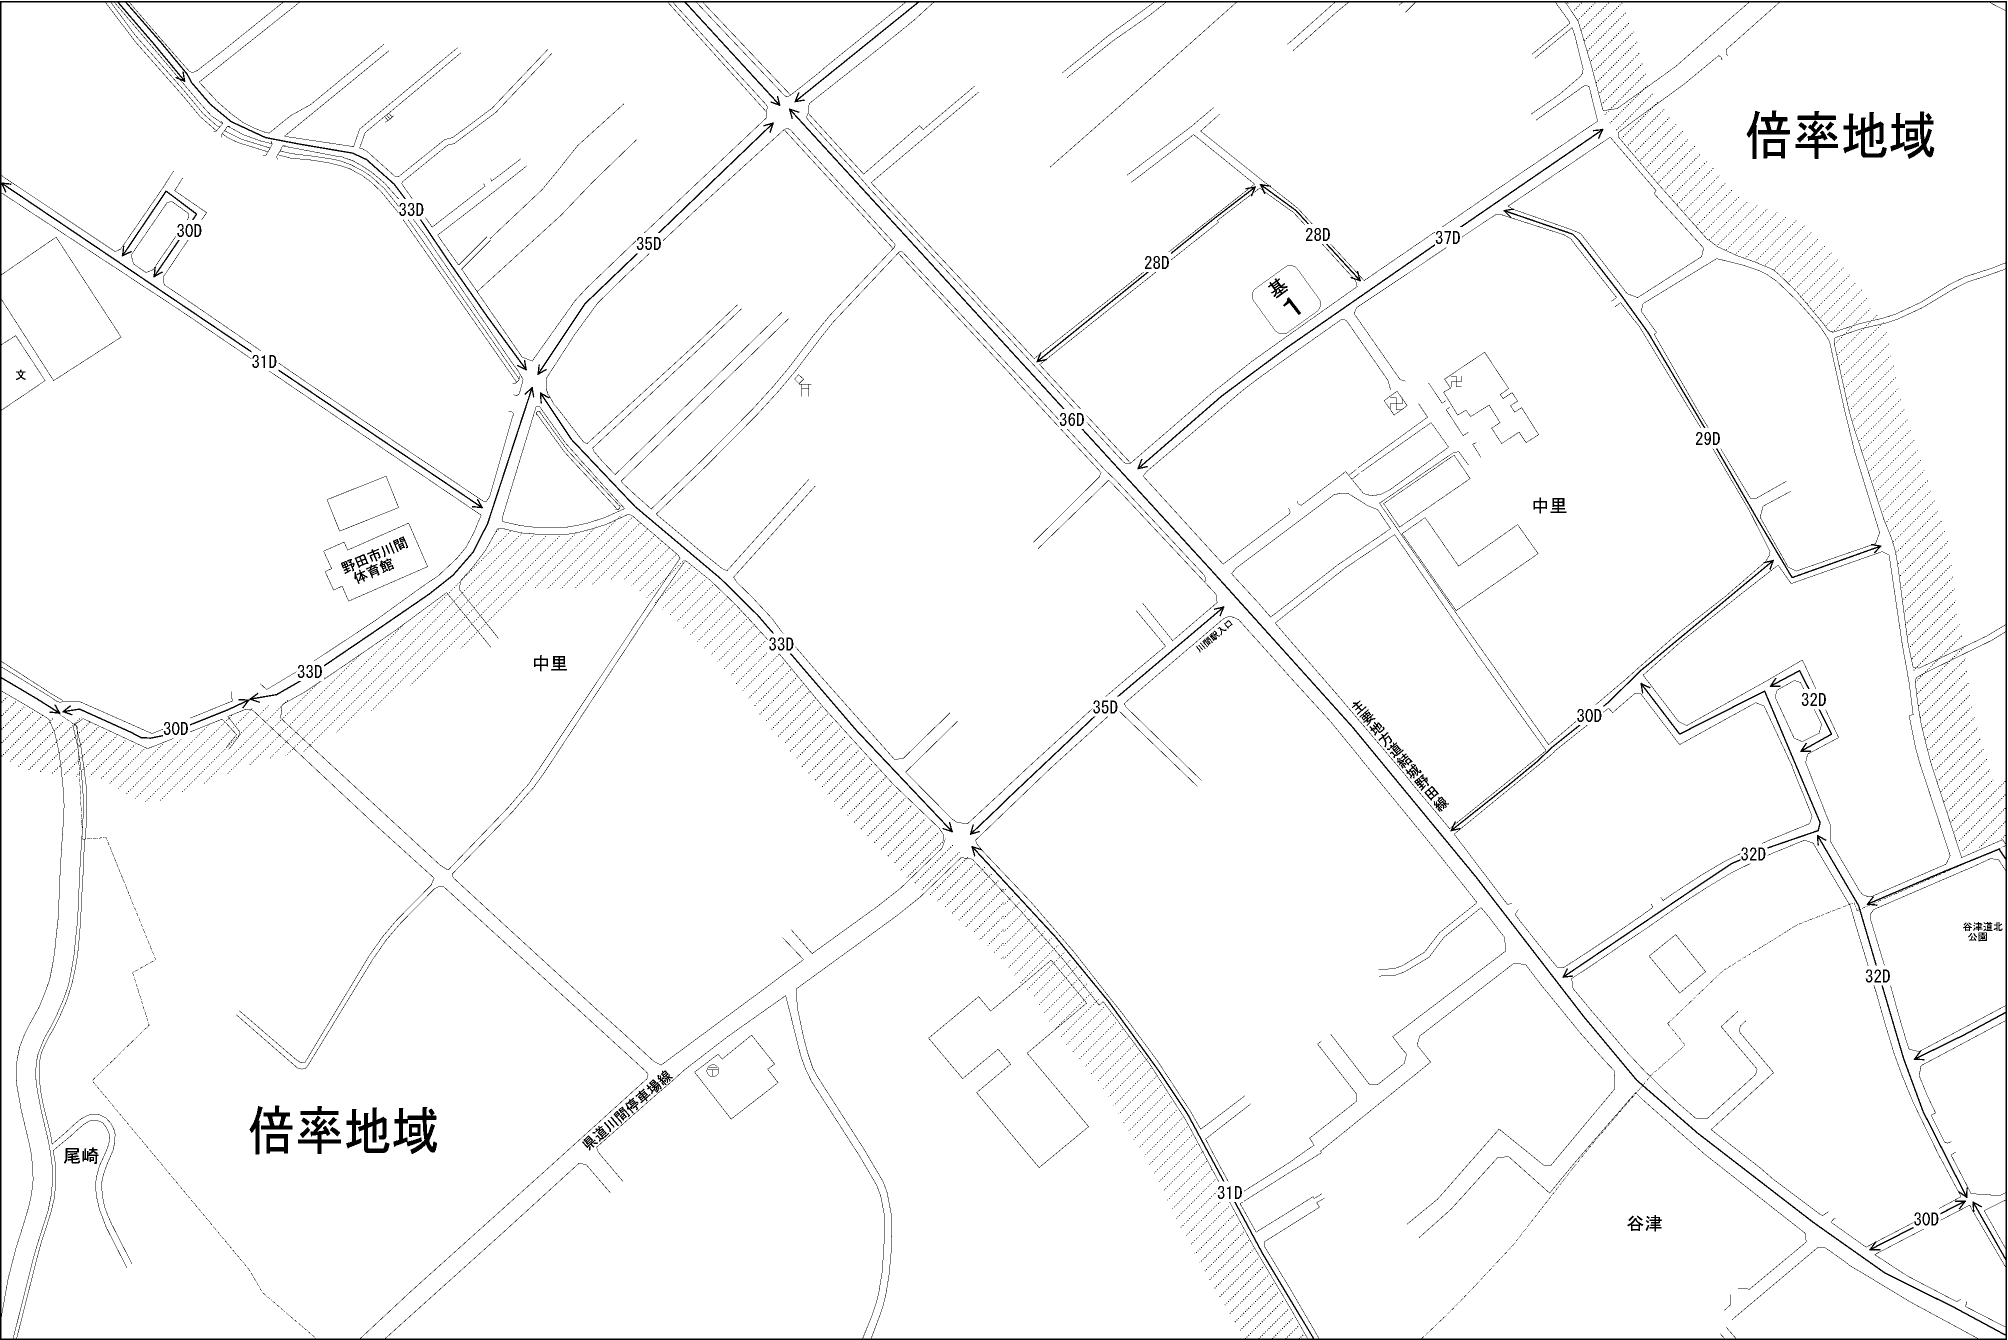 倍率地域
33D
30D
35D
28D
37D
28D
基
1
31D
文
36D
29D
中里
野田市川間
体育館
33D
川間駅入口
中里
33D
32D
35D
主要地方道結城野田線
30D
30D
32D
谷津道北
公園
32D
県道川間停車場線
倍率地域
尾崎
31D
30D
谷津